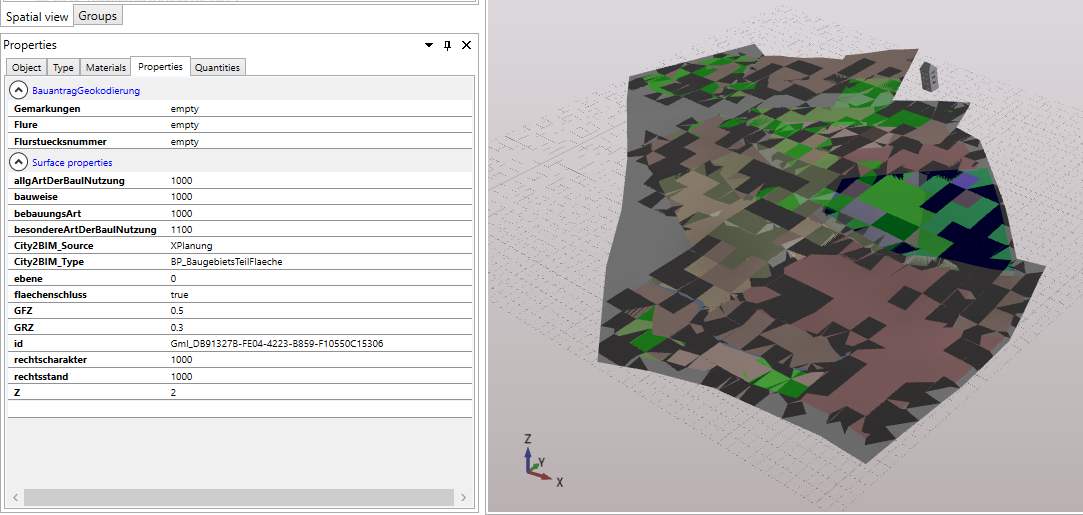 Spatial view Groups
Properties
Object Type Materials Properties Quantities
BauantragGeokodierung
Gemarkungen empty
Flure empty
Flurstuecksnummer empty
Surface properties
allgArtDerBaulNutzung 1000
bauweise 1000
bebauungsArt 1000
besondereArtDerBaulNutzung 1100
City2BIM_Source XPlanung
City2BIM_Type BP_BaugebietsTeilFlaeche
ebene 0
flaechenschluss true
GFZ 0.5
GRZ 0.3
id Gml_DB91327B-FE04-4223-B859-F10550C15306
rechtscharakter 1000
rechtsstand 1000
Z 2
Z
Y
X